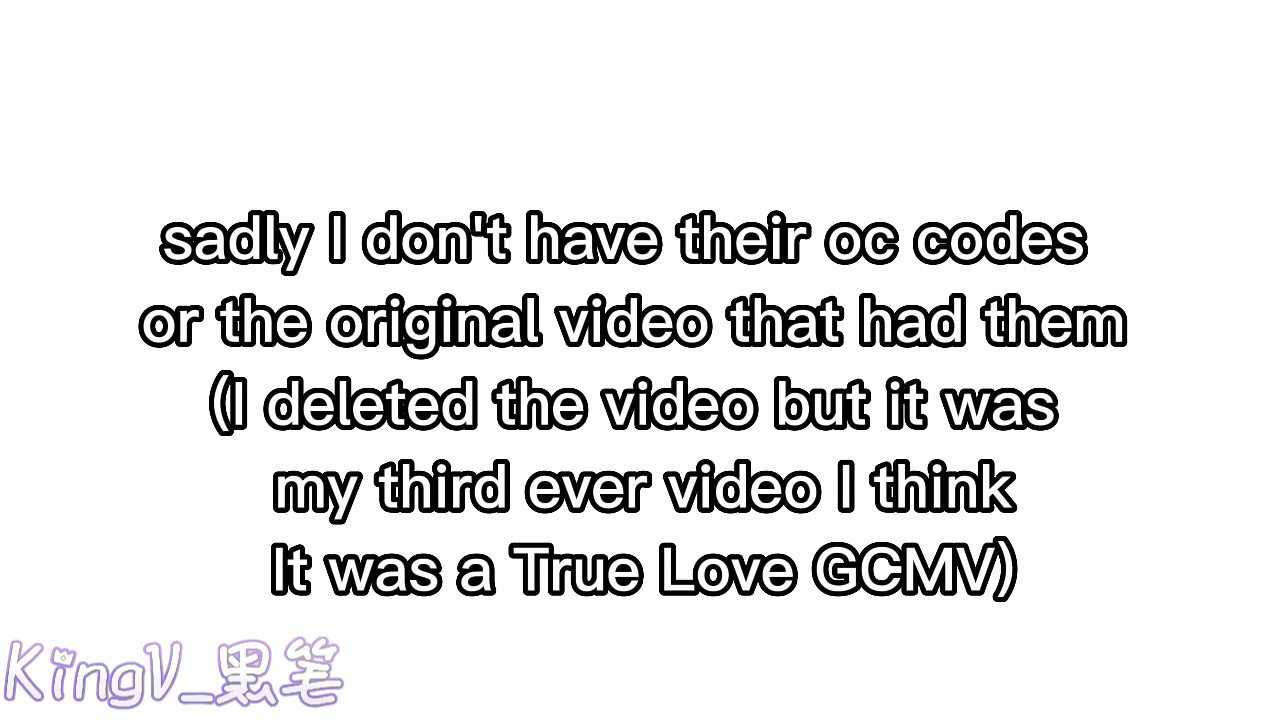 sadly I don't have their oc codes
or the original video that had them
(I deleted the video but it was
my third ever video I think
It was a True Love GCMV)
KingV_黑笔